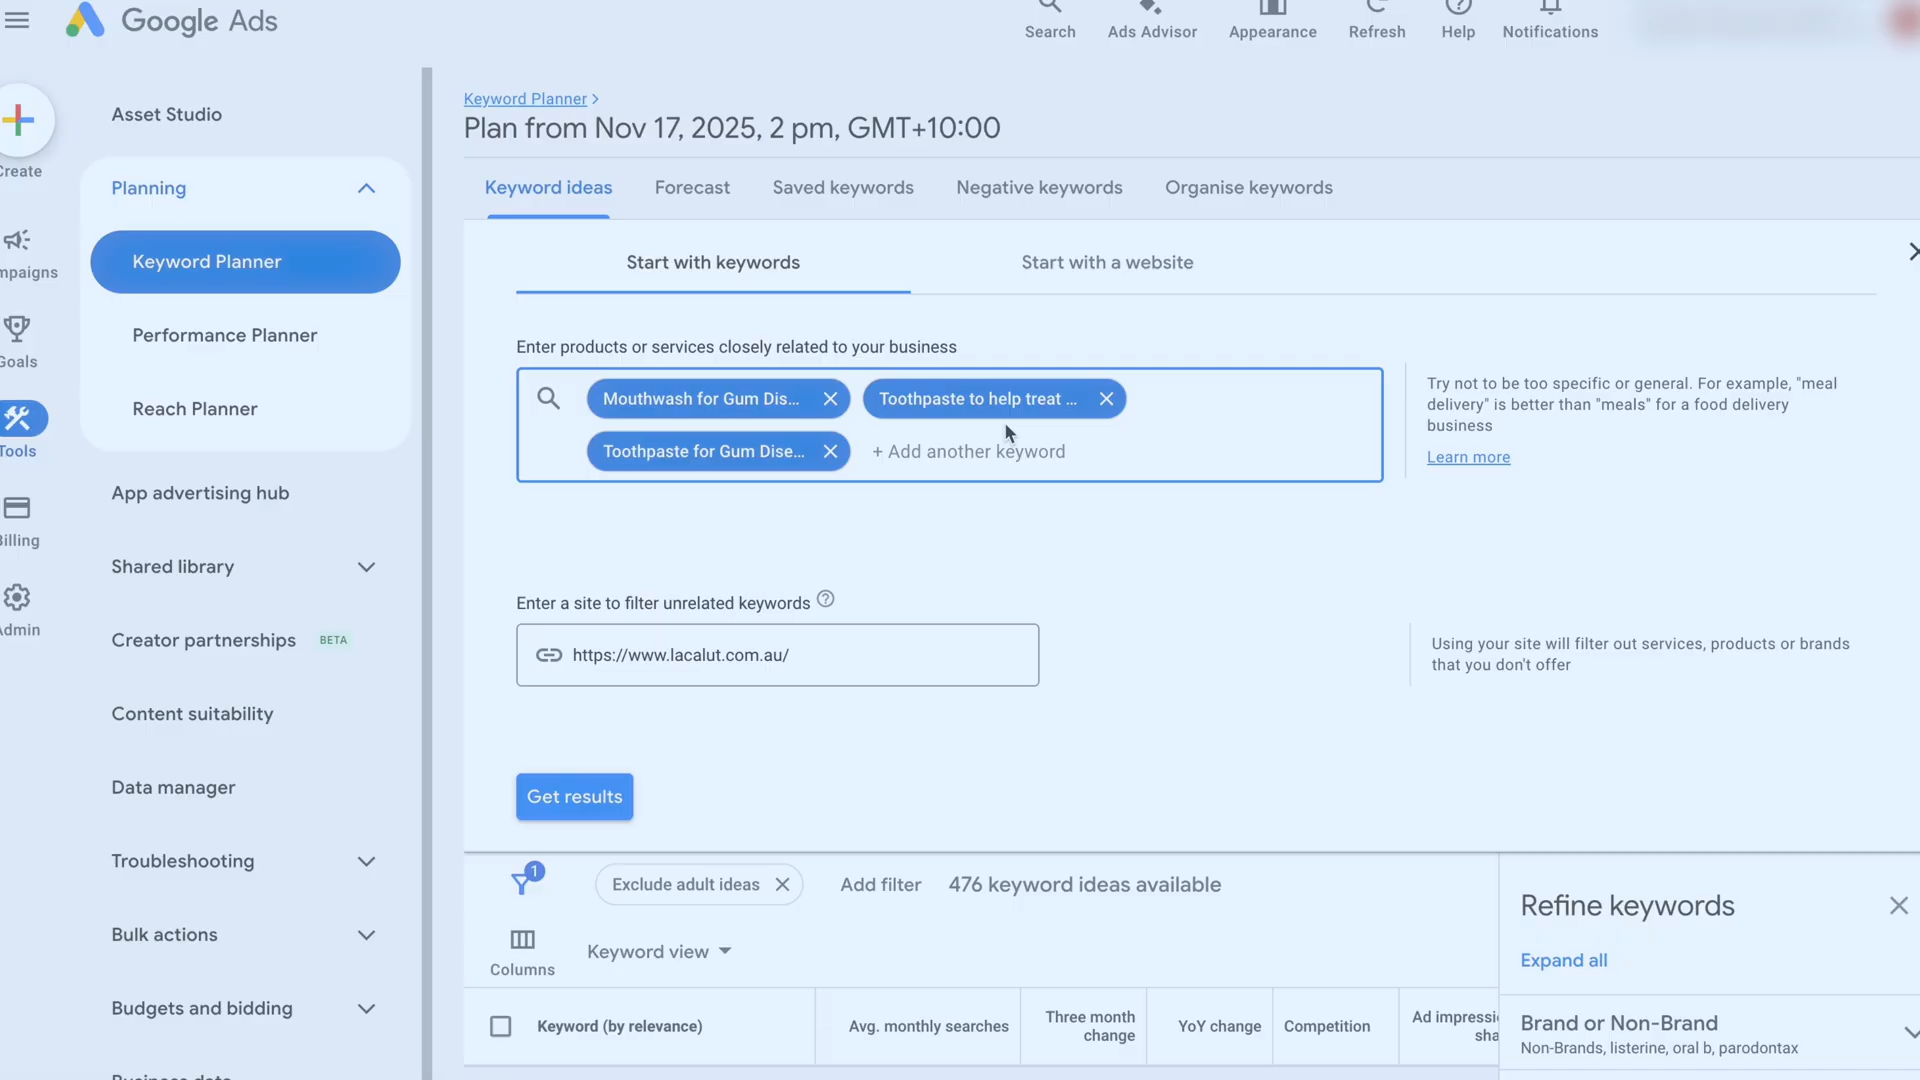 Google Ads
Search
Ads Advisor
Appearance
Refresh
Help
Notifications
Create
mpaigns
Goals
Tools
Billing
Admin
Asset Studio
Planning
Keyword Planner
Performance Planner
Reach Planner
App advertising hub
Shared library
Creator partnerships BETA
Content suitability
Data manager
Troubleshooting
Bulk actions
Budgets and bidding
Keyword Planner
Plan from Nov 17, 2025, 2 pm, GMT+10:00
Keyword ideas
Forecast
Saved keywords
Negative keywords
Organise keywords
Start with keywords
Start with a website
Enter products or services closely related to your business
Mouthwash for Gum Dis...
Toothpaste to help treat ...
Toothpaste for Gum Dise...
+ Add another keyword
Try not to be too specific or general. For example, "meal
delivery" is better than "meals" for a food delivery
business
Learn more
Enter a site to filter unrelated keywords
https://www.lacalut.com.au/
Using your site will filter out services, products or brands
that you don't offer
Get results
1
Exclude adult ideas
Add filter
476 keyword ideas available
Columns
Keyword view
Keyword (by relevance)
Avg. monthly searches
Three month
change
YoY change
Competition
Ad impressi
sha
Refine keywords
Expand all
Brand or Non-Brand
Non-Brands, listerine, oral b, parodontax